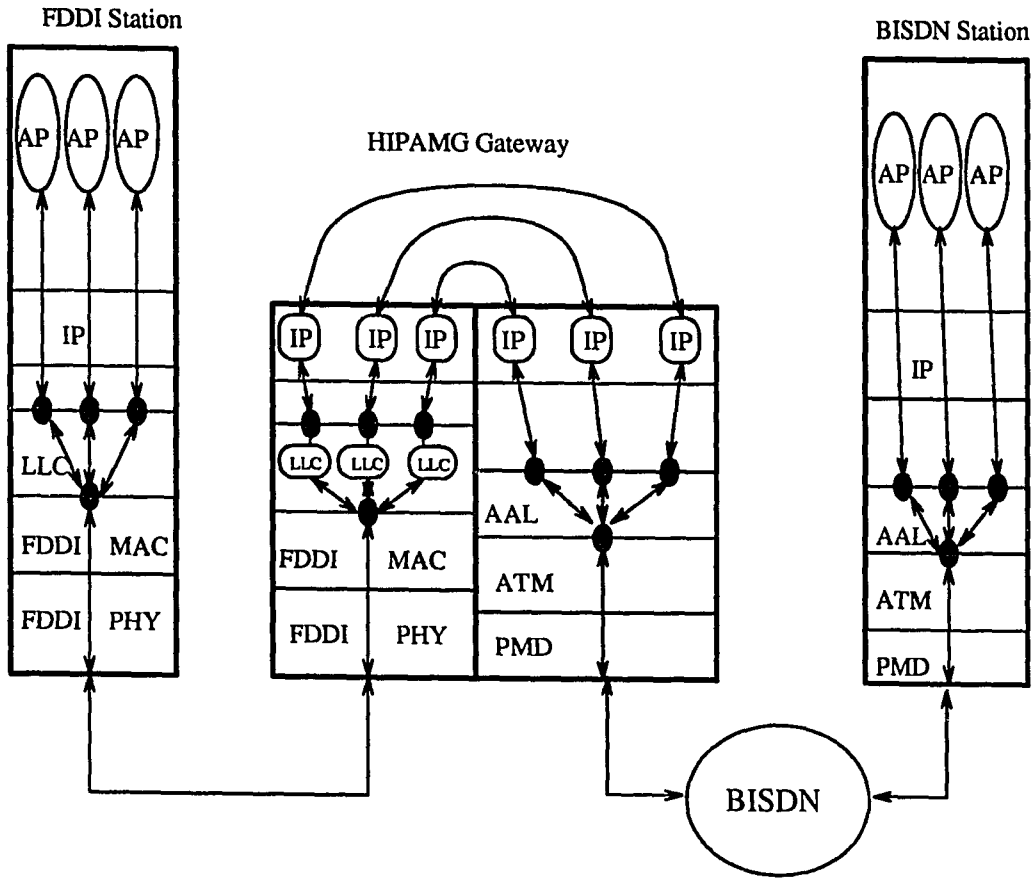 FDDI Station
BISDN Station
HIPAMG Gateway
AP AP AP
IP
LLC
FDDI MAC
FDDI PHY
IP IP IP
LLC LLC LLC
FDDI MAC
FDDI PHY
IP IP IP
AAL
ATM
PMD
AP AP AP
IP
AAL
ATM
PMD
BISDN